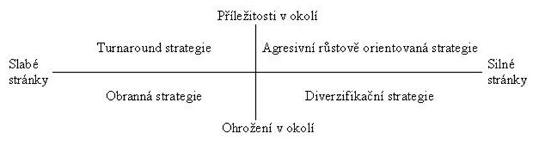 Příležitosti v okolí
Turnaround strategie
Agresivní růstově orientovaná strategie
Slabé
stránky
Silné
stránky
Obranná strategie
Diverzifikační strategie
Ohrožení v okolí